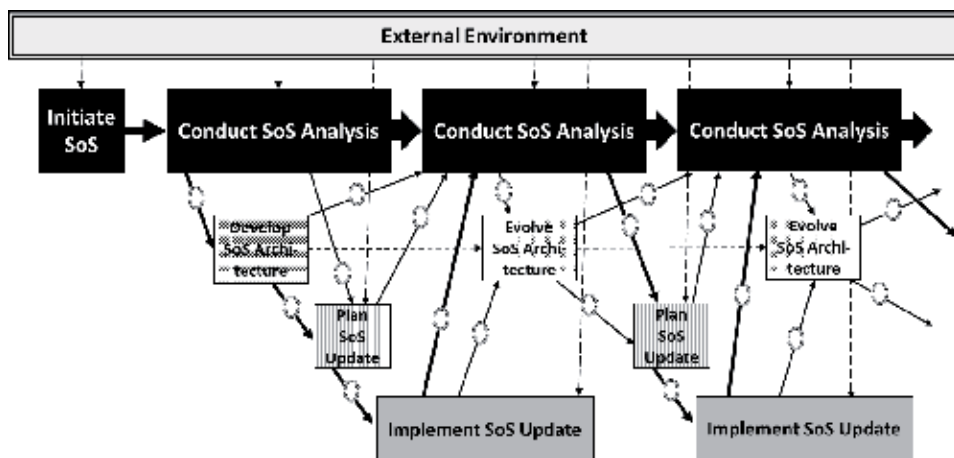 External Environment
Initiate
SoS
Conduct SoS Analysis
Conduct SoS Analysis
Conduct SoS Analysis
Develop
SoS Archi-
tecture
Evolve
SoS Archi-
tecture
Evolve
SoS Archi-
tecture
Plan
SoS
Update
Plan
SoS
Update
Implement SoS Update
Implement SoS Update